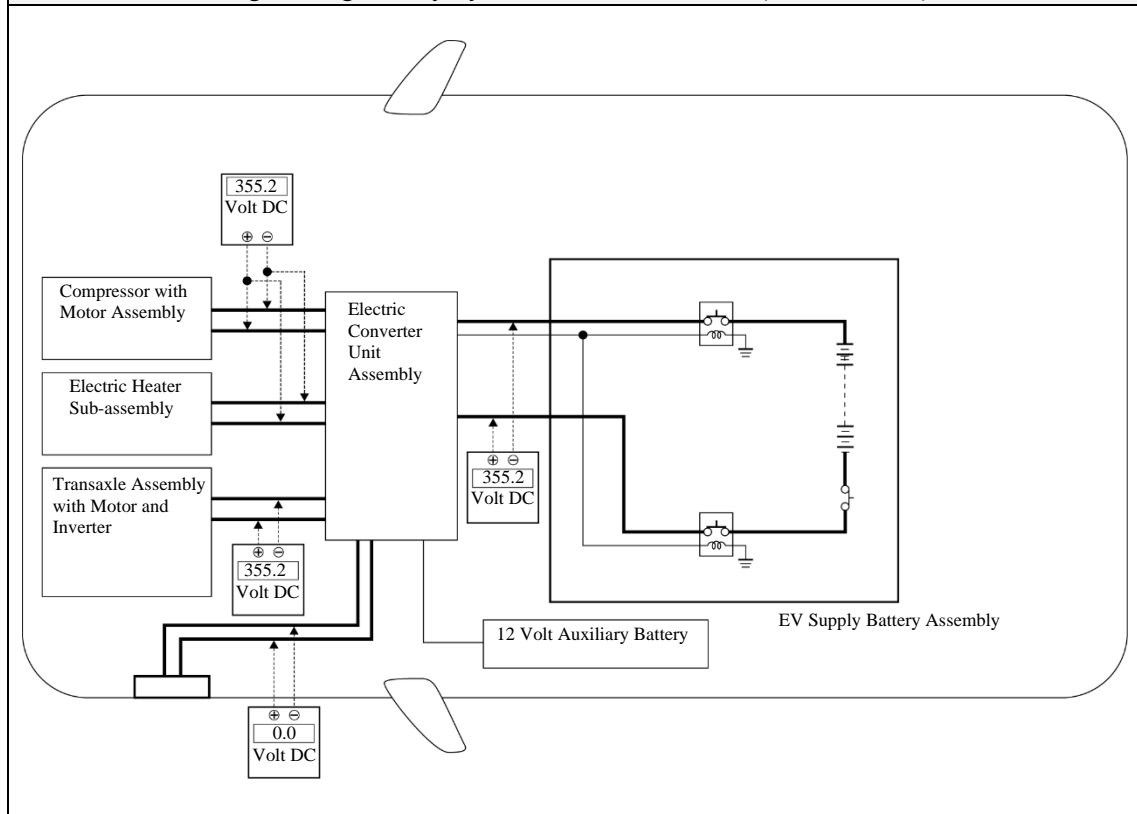 355.2
Volt DC
⊕ ⊖
Compressor with
Motor Assembly
Electric
Converter
Unit
Assembly
Electric Heater
Sub-assembly
⊕ ⊖
355.2
Volt DC
Transaxle Assembly
with Motor and
Inverter
⊕ ⊖
355.2
Volt DC
EV Supply Battery Assembly
12 Volt Auxiliary Battery
⊕ ⊖
0.0
Volt DC